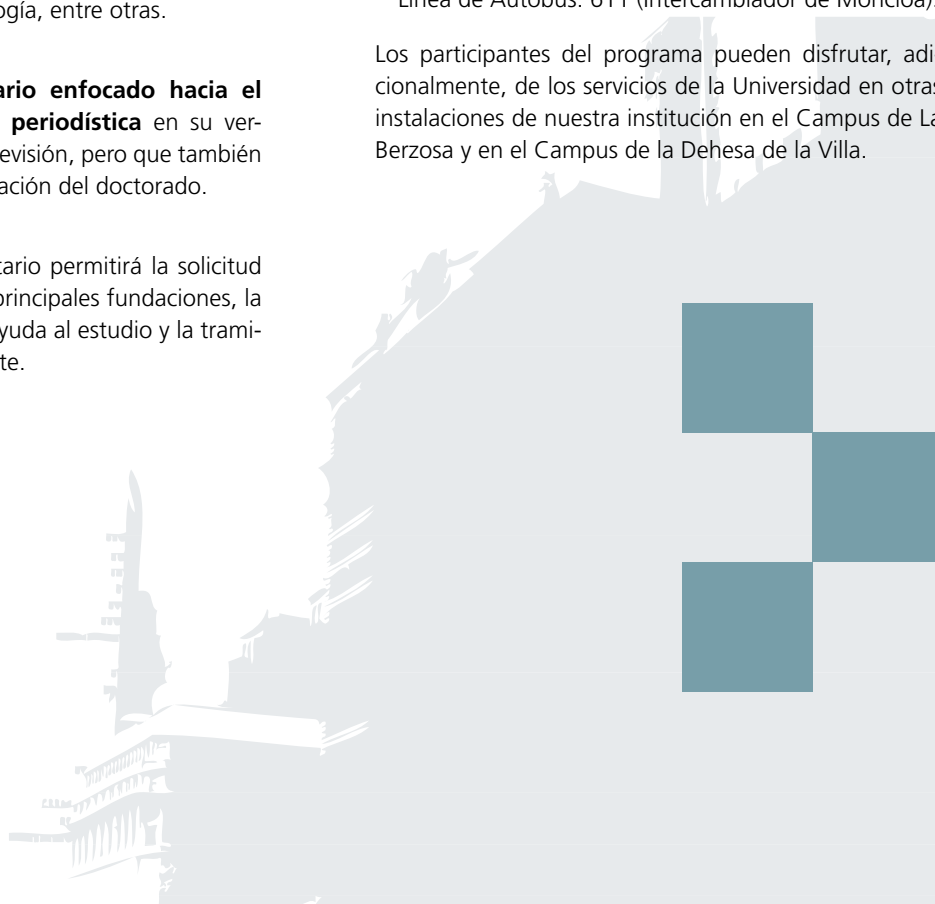 ogía, entre otras.
ario enfocado hacia el
periodística en su ver-
evisión, pero que también
ación del doctorado.
tario permitirá la solicitud
principales fundaciones, la
yuda al estudio y la trami-
te.
Línea de Autobús: 611 (Intercambiador de Moncloa).
Los participantes del programa pueden disfrutar, adi-
cionalmente, de los servicios de la Universidad en otras
instalaciones de nuestra institución en el Campus de La
Berzosa y en el Campus de la Dehesa de la Villa.